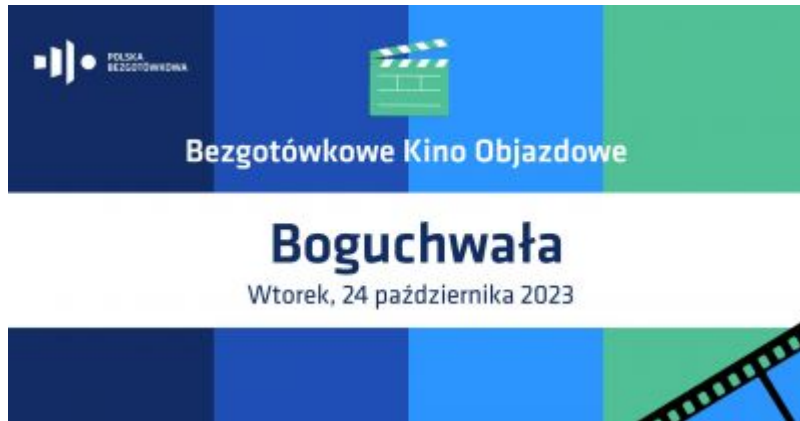 POLSKA
BEZGOTÓWKOWA
Bezgotówkowe Kino Objazdowe
Boguchwała
Wtorek, 24 października 2023